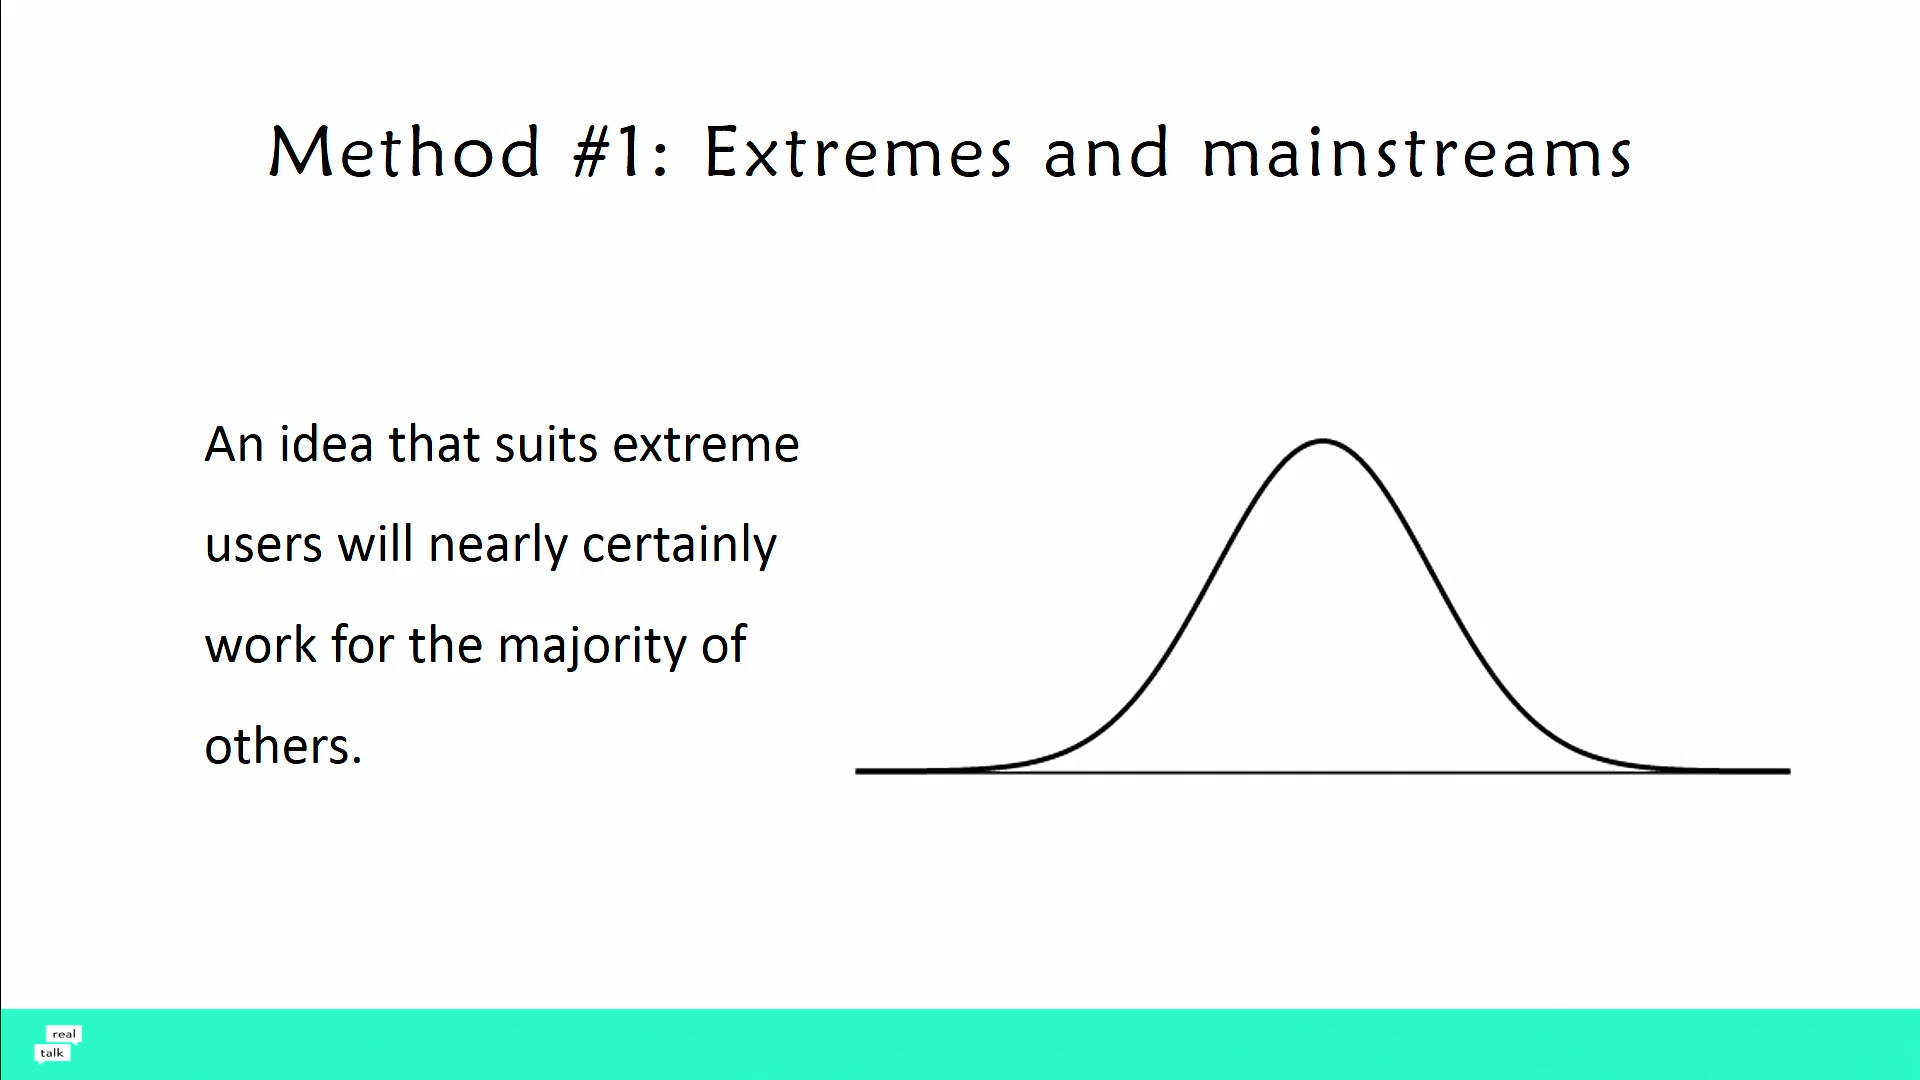 Method #1: Extremes and mainstreams
An idea that suits extreme
users will nearly certainly
work for the majority of
others.
real
talk